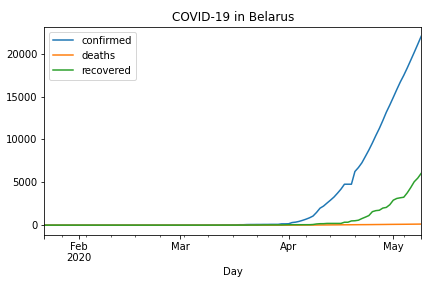 COVID-19 in Belarus
confirmed
deaths
recovered
20000
15000
10000
5000
0
Feb Mar Apr May
2020
Day